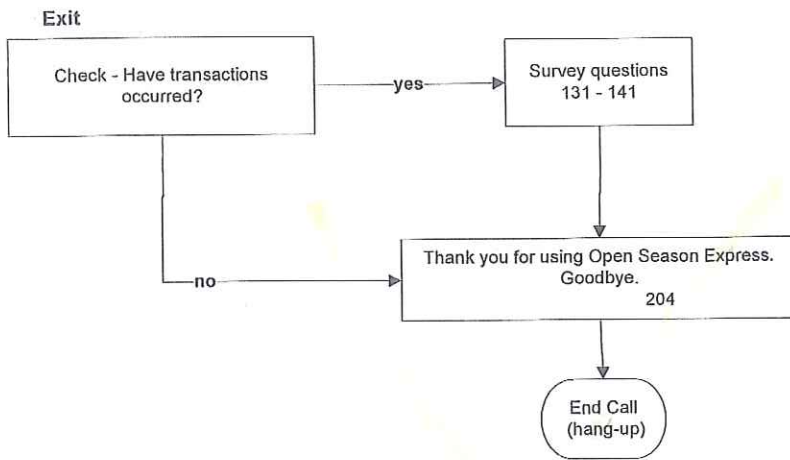 Exit
Check - Have transactions
occurred?
yes
Survey questions
131 - 141
no
Thank you for using Open Season Express.
Goodbye.
204
End Call
(hang-up)